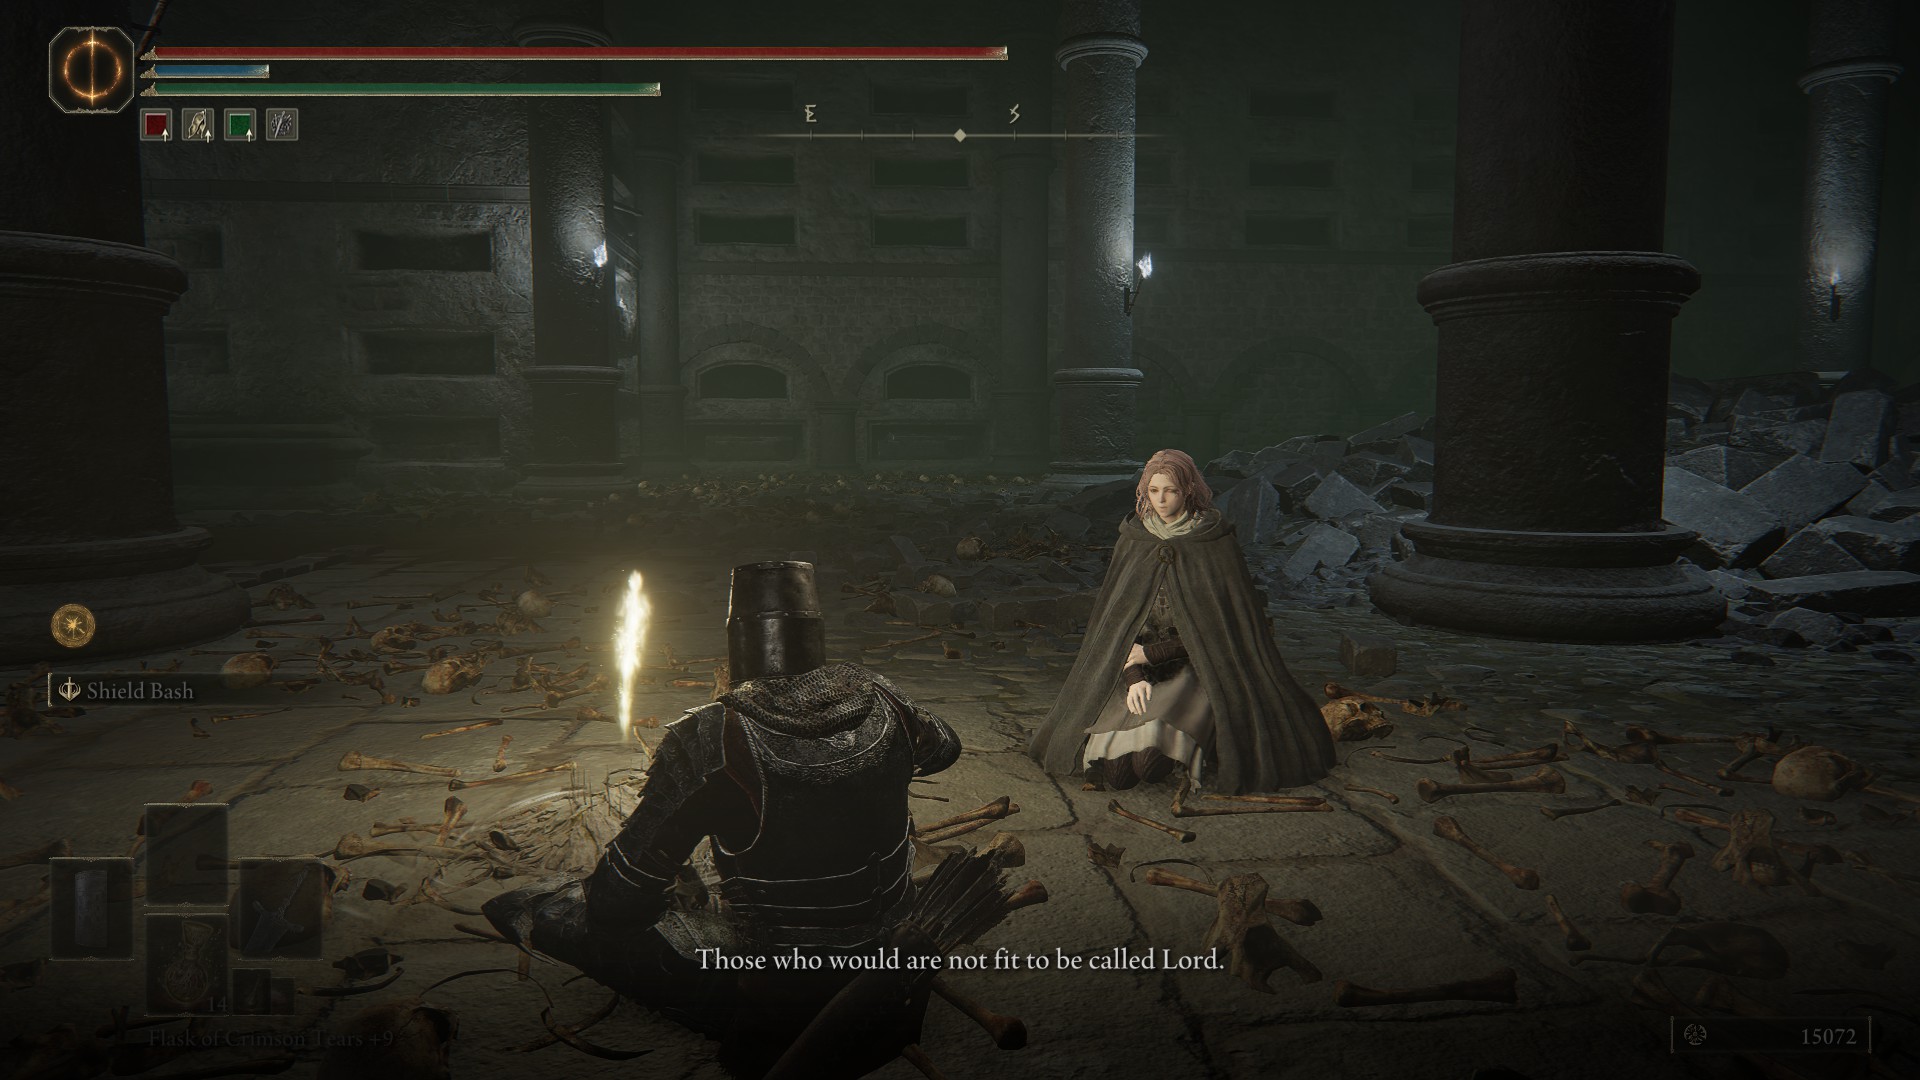 E S
Shield Bash
Those who would are not fit to be called Lord.
14
Flask of Crimson Tears +9
15072